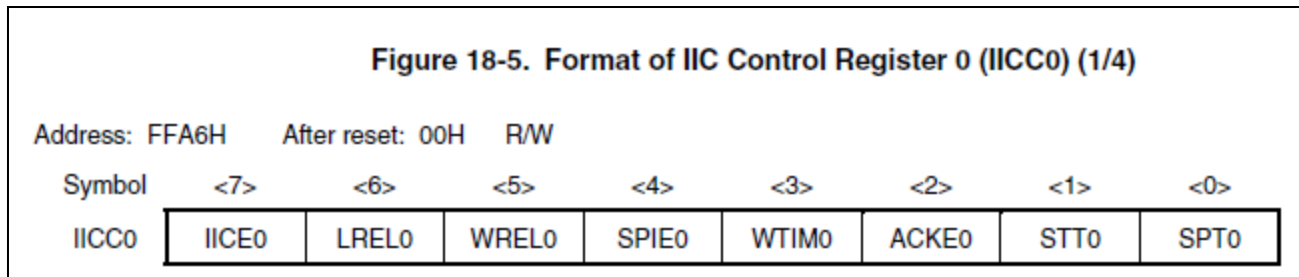 Figure 18-5. Format of IIC Control Register 0 (IICC0) (1/4)
Address: FFA6H After reset: 00H R/W
Symbol <7> <6> <5> <4> <3> <2> <1> <0>
IICC0 IICE0 LREL0 WREL0 SPIE0 WTIM0 ACKE0 STT0 SPT0